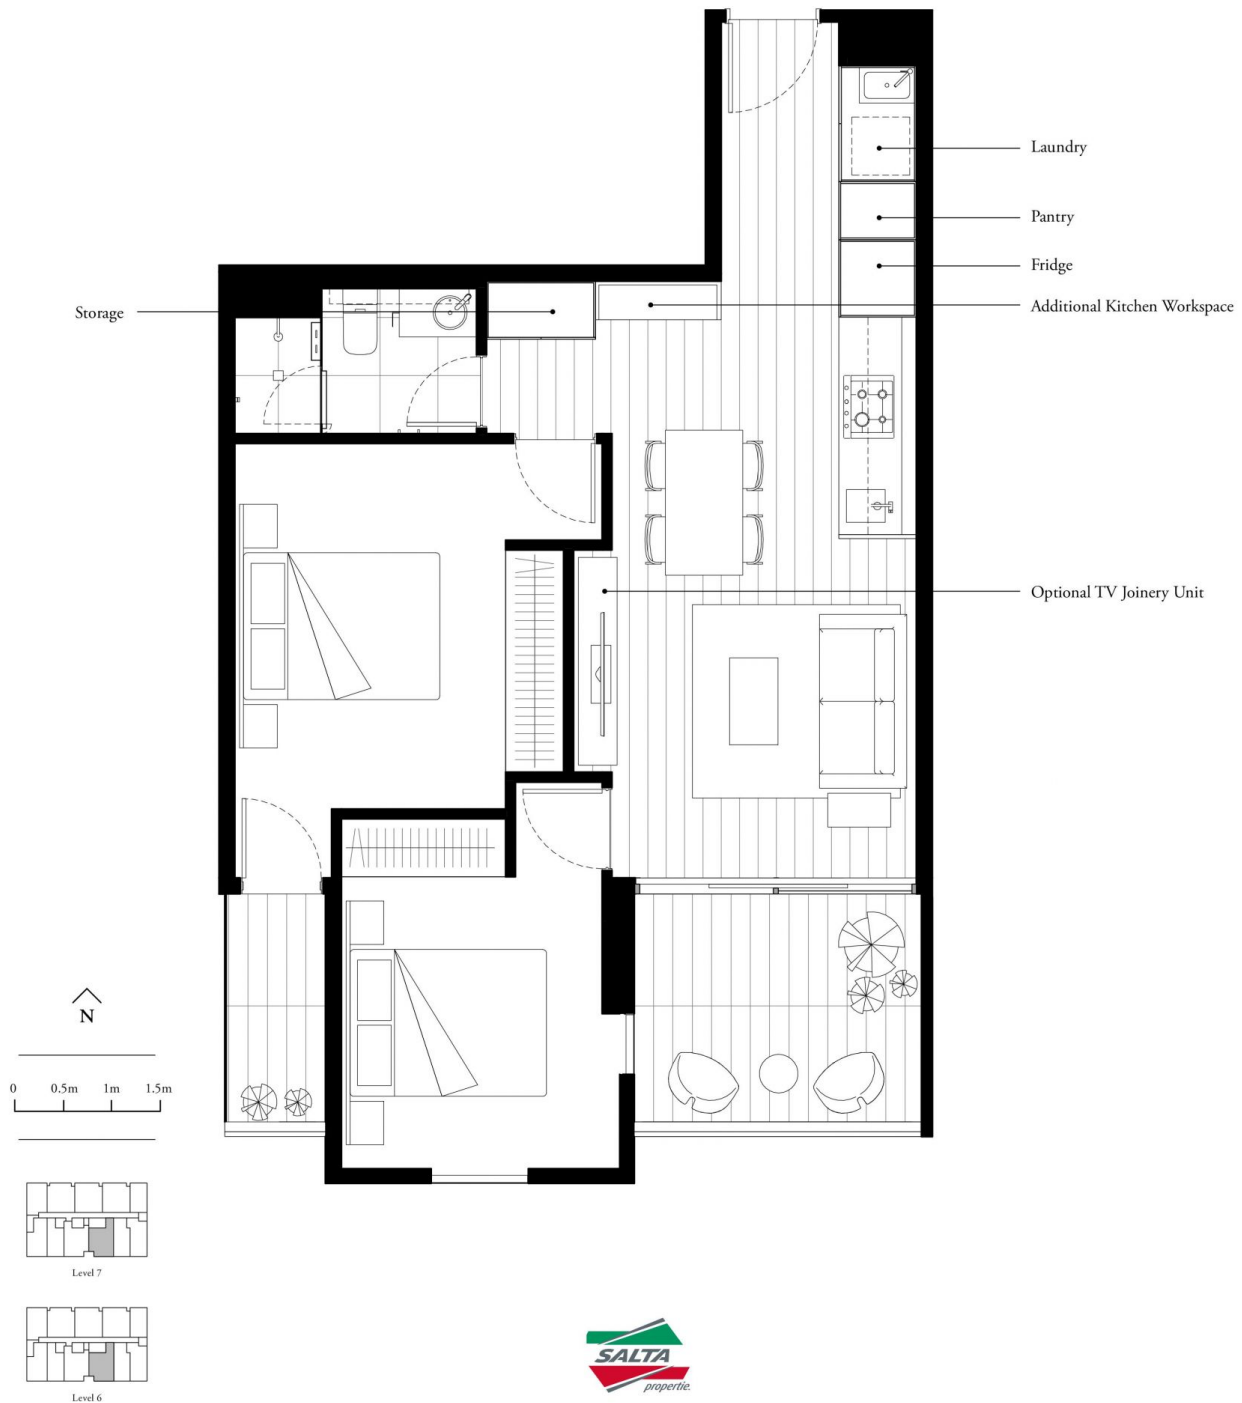 Laundry
Pantry
Fridge
Storage
Additional Kitchen Workspace
Optional TV Joinery Unit
N
0 0.5m 1m 1.5m
Level 7
Level 6
SALTA
propertie.